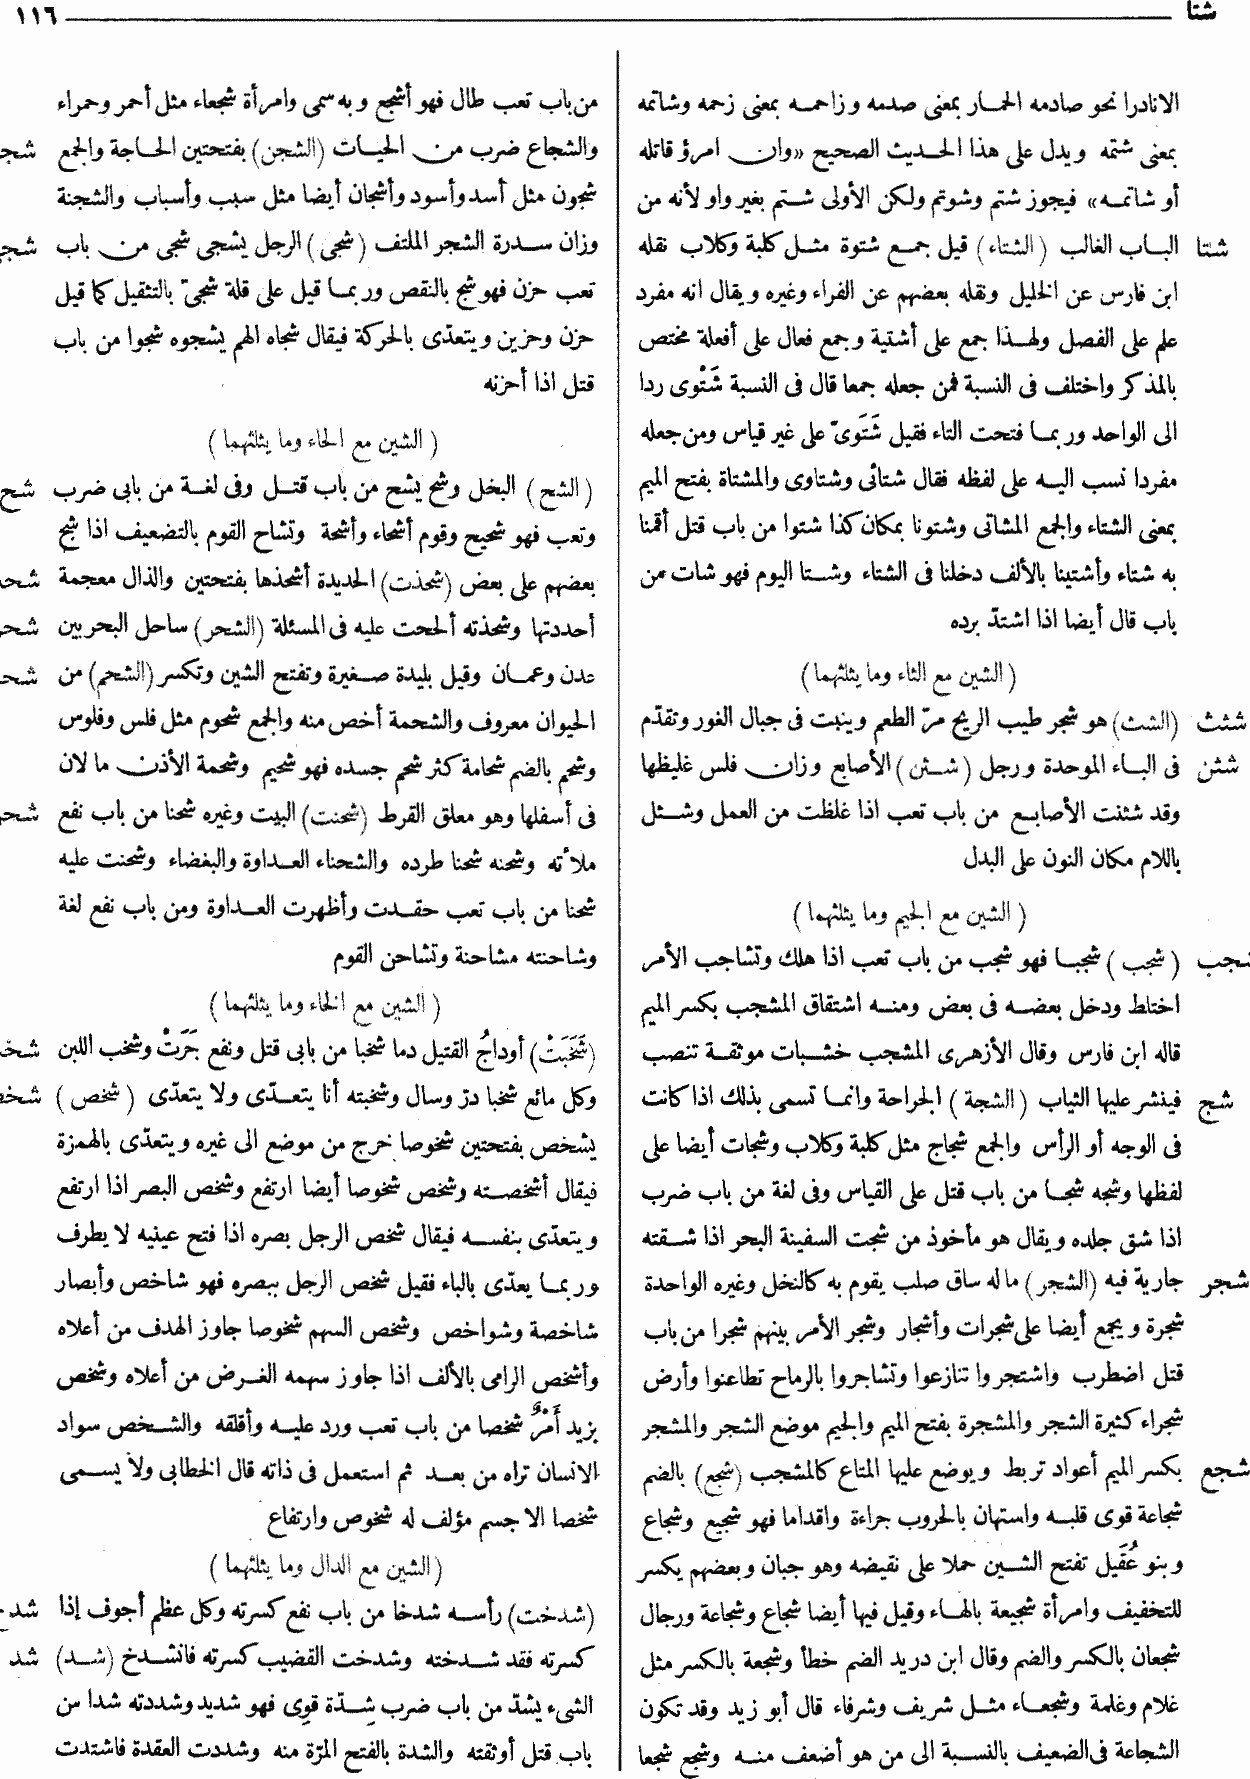 شتا ١١٦
الانادرا نحو صادمه الحمار بمعنى صدمه وزاحمه بمعنى زحمه وشاتمه
بمعنى شتمه ويدل على هذا الحديث الصحيح «وان امرؤ قاتله
أو شاتمه» فيجوز شتم وشوتم ولكن الأولى شتم بغير واو لأنه من
شتا الباب الغالب (الشتاء) قيل جمع شتوة مثل كلبة وكلاب نقله
ابن فارس عن الخليل ونقله بعضهم عن الفراء وغيره ويقال انه مفرد
علم على الفصل ولهذا جمع على أشتية وجمع فعال على أفعلة مختص
بالمذكر واختلف فى النسبة فمن جعله جمعا قال فى النسبة شَتْوى ردا
الى الواحد وربما فتحت التاء فقيل شَتَوىّ على غير قياس ومن جعله
مفردا نسب اليه على لفظه فقال شتائى وشتاوى والمشتاة بفتح الميم
بمعنى الشتاء والجمع المشاتى وشتونا بمكان كذا شتوا من باب قتل أقمنا
به شتاء وأشتينا بالألف دخلنا فى الشتاء وشتا اليوم فهو شات من
باب قال أيضا اذا اشتدّ برده
(الشين مع الثاء وما يثلثهما)
شثث (الشث) هو شجر طيب الريح مرّ الطعم وينبت فى جبال الغور وتقدّم
شثن فى الباء الموحدة ورجل (شثن) الأصابع وزان فلس غليظها
وقد شثنت الأصابع من باب تعب اذا غلظت من العمل وشثل
باللام مكان النون على البدل
(الشين مع الجيم وما يثلثهما)
شجب (شجب) شجبا فهو شجب من باب تعب اذا هلك وتشاجب الأمر
اختلط ودخل بعضه فى بعض ومنه اشتقاق المشجب بكسر الميم
قاله ابن فارس وقال الأزهرى المشجب خشبات موثقة تنصب
شج فينشر عليها الثياب (الشجة) الجراحة وانما تسمى بذلك اذا كانت
فى الوجه أو الرأس والجمع شجاج مثل كلبة وكلاب وشجات أيضا على
لفظها وشجه شجا من باب قتل على القياس وفى لغة من باب ضرب
اذا شق جلده ويقال هو مأخوذ من شجت السفينة البحر اذا شقته
شجر جارية فيه (الشجر) ما له ساق صلب يقوم به كالنخل وغيره الواحدة
شجرة ويجمع أيضا على شجرات وأشجار وشجر الأمر بينهم شجرا من باب
قتل اضطرب واشتجروا تنازعوا وتشاجروا بالرماح تطاعنوا وأرض
شجراء كثيرة الشجر والمشجرة بفتح الميم والجيم موضع الشجر والمشجر
شجع بكسر الميم أعواد تربط ويوضع عليها المتاع كالمشجب (شجع) بالضم
شجاعة قوى قلبه واستهان بالحروب جراءة واقداما فهو شجيع وشجاع
وبنو عُقَيل تفتح الشين حملا على نقيضه وهو جبان وبعضهم يكسر
للتخفيف وامرأة شجيعة بالهاء وقيل فيها أيضا شجاع وشجاعة ورجال
شجعان بالكسر والضم وقال ابن دريد الضم خطأ وشجعة بالكسر مثل
غلام وغلمة وشجعاء مثل شريف وشرفاء قال أبو زيد وقد تكون
الشجاعة فى الضعيف بالنسبة الى من هو أضعف منه وشجع شجعا
من باب تعب طال فهو أشجع وبه سمى وامرأة شجعاء مثل أحمر وحمراء
والشجاع ضرب من الحيات (الشجن) بفتحتين الحاجة والجمع شجـ
شجون مثل أسد وأسود وأشجان أيضا مثل سبب وأسباب والشجنة
وزان سدرة الشجر الملتف (شجى) الرجل يشجى شجى من باب شجـ
تعب حزن فهو شج بالنقص وربما قيل على قلة شجىّ بالتثقيل كما قيل
حزن وحزين ويتعدّى بالحركة فيقال شجاه الهم يشجوه شجوا من باب
قتل اذا أحزنه
(الشين مع الحاء وما يثلثهما)
(الشح) البخل وشح يشح من باب قتل وفى لغة من بابى ضرب شح
وتعب فهو شحيح وقوم أشحاء وأشحة وتشاح القوم بالتضعيف اذا شح
بعضهم على بعض (شحذت) الحديدة أشحذها بفتحتين والذال معجمة شحـ
أحددتها وشحذته ألححت عليه فى المسئلة (الشحر) ساحل البحر بين شحر
عدن وعمان وقيل بليدة صغيرة وتفتح الشين وتكسر (الشحم) من شحـ
الحيوان معروف والشحمة أخص منه والجمع شحوم مثل فلس وفلوس
وشحم بالضم شحامة كثر شحم جسده فهو شحيم وشحمة الأذن ما لان
فى أسفلها وهو معلق القرط (شحنت) البيت وغيره شحنا من باب نفع شحـ
ملأته وشحنه شحنا طرده والشحناء العداوة والبغضاء وشحنت عليه
شحنا من باب تعب حقدت وأظهرت العداوة ومن باب نفع لغة
وشاحنته مشاحنة وتشاحن القوم
(الشين مع الخاء وما يثلثهما)
(شَخَبَتْ) أوداجُ القتيل دما شخبا من بابى قتل ونفع جَرَتْ وشخب اللبن شخـ
وكل مائع شخبا درّ وسال وشخبته أنا يتعدّى ولا يتعدّى (شخص) شخص
يشخص بفتحتين شخوصا خرج من موضع الى غيره ويتعدّى بالهمزة
فيقال أشخصته وشخص شخوصا أيضا ارتفع وشخص البصر اذا ارتفع
ويتعدّى بنفسه فيقال شخص الرجل بصره اذا فتح عينيه لا يطرف
وربما يعدّى بالباء فقيل شخص الرجل ببصره فهو شاخص وأبصار
شاخصة وشواخص وشخص السهم شخوصا جاوز الهدف من أعلاه
وأشخص الرامى بالألف اذا جاوز سهمه الغرض من أعلاه وشخص
بزيد أَمْرٌ شخصا من باب تعب ورد عليه وأقلقه والشخص سواد
الانسان تراه من بعد ثم استعمل فى ذاته قال الخطابى ولا يسمى
شخصا الا جسم مؤلف له شخوص وارتفاع
(الشين مع الدال وما يثلثهما)
(شدخت) رأسه شدخا من باب نفع كسرته وكل عظم أجوف إذا شدخ
كسرته فقد شدخته وشدخت القضيب كسرته فانشدخ (شد) شد
الشىء يشدّ من باب ضرب شِدّة قوى فهو شديد وشددته شدا من
باب قتل أوثقته والشدة بالفتح المرّة منه وشددت العقدة فاشتدت